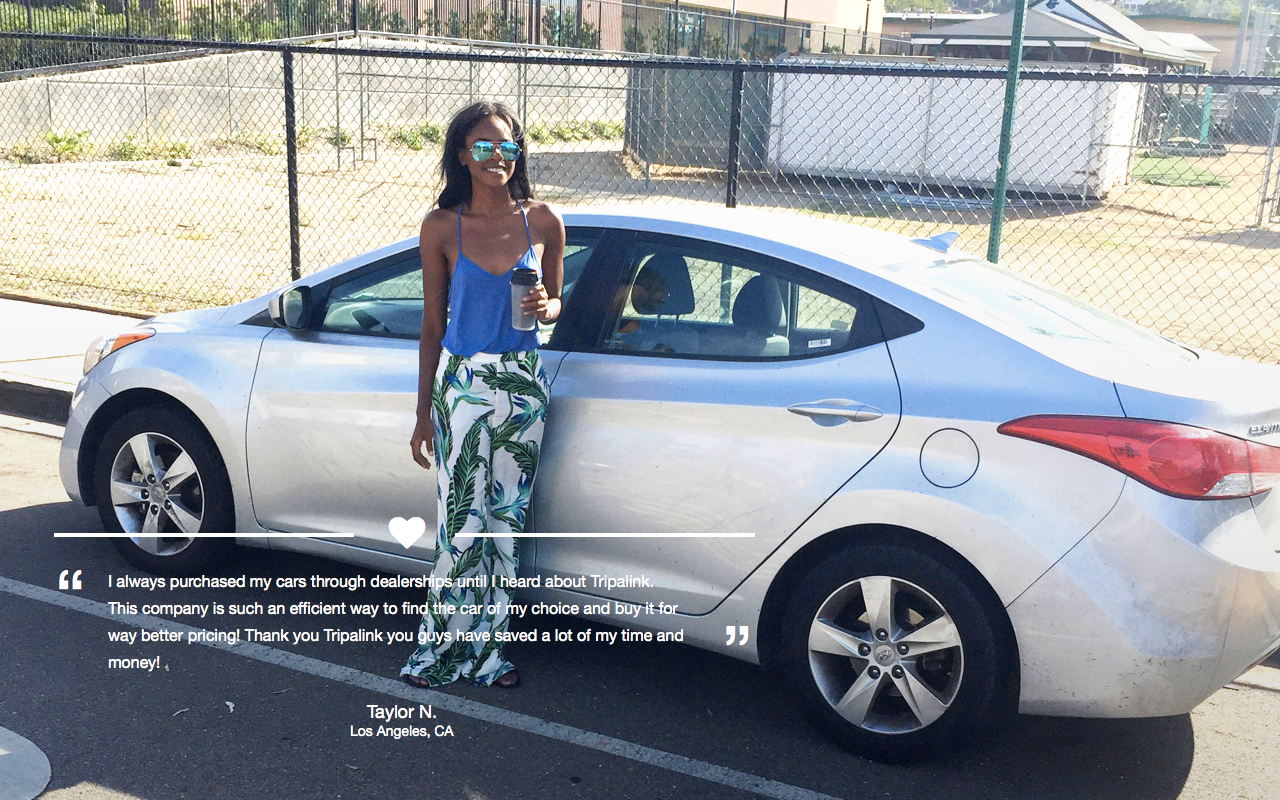 “ I always purchased my cars through dealerships until I heard about Tripalink.
This company is such an efficient way to find the car of my choice and buy it for
way better pricing! Thank you Tripalink you guys have saved a lot of my time and ”
money!
Taylor N.
Los Angeles, CA